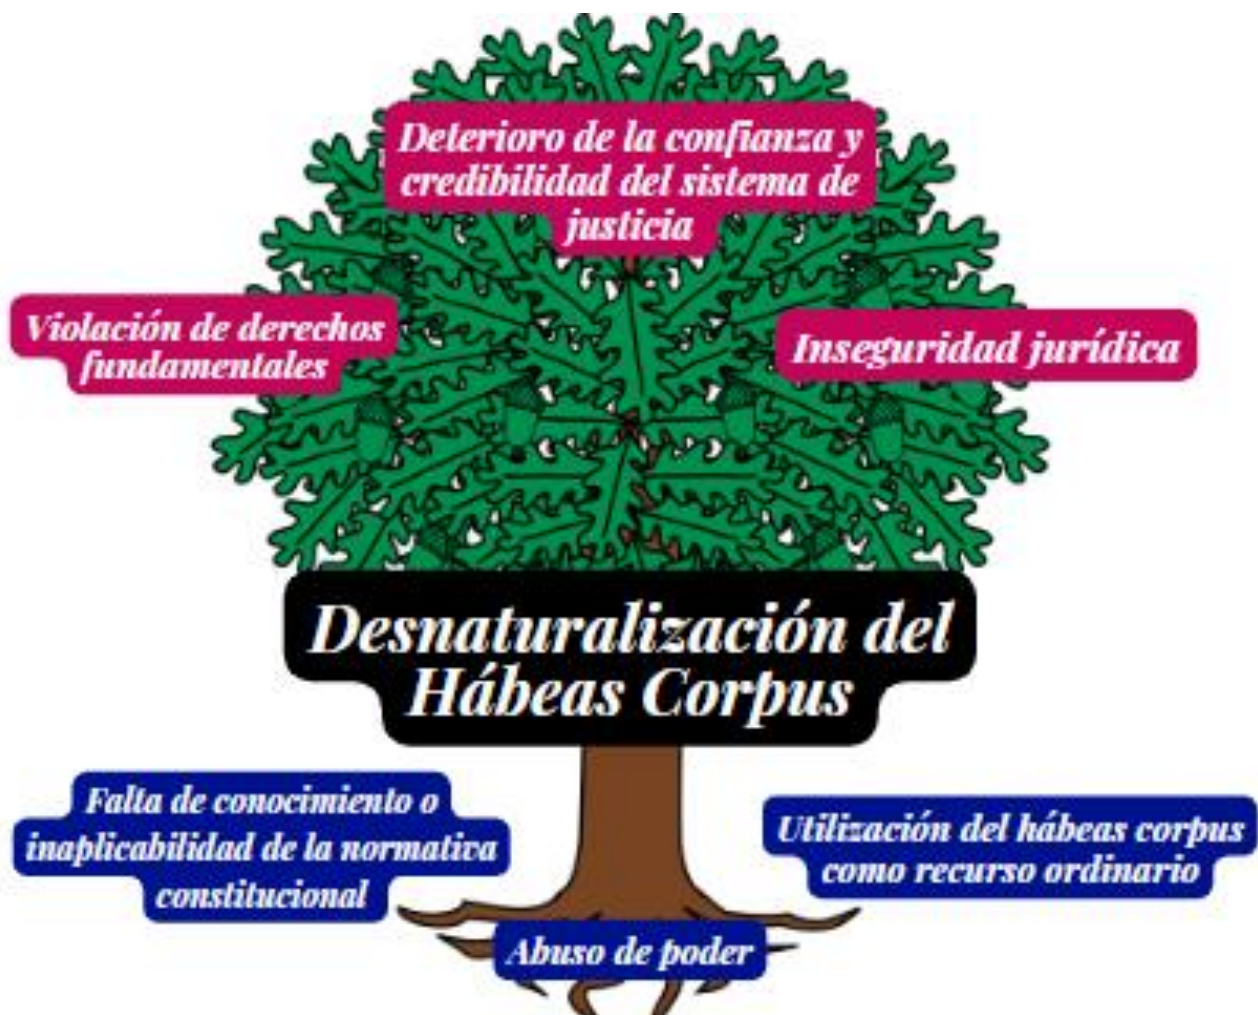 Deterioro de la confianza y
credibilidad del sistema de
justicia
Violación de derechos
fundamentales
Inseguridad jurídica
Desnaturalización del
Hábeas Corpus
Falta de conocimiento o
inaplicabilidad de la normativa
constitucional
Utilización del hábeas corpus
como recurso ordinario
Abuso de poder